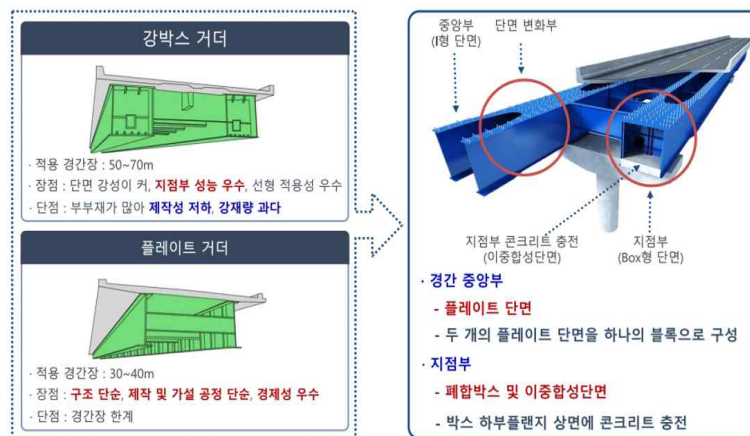 강박스 거더
· 적용 경간장 : 50~70m
· 장점 : 단면 강성이 커, 지점부 성능 우수, 선형 적용성 우수
· 단점 : 부부재가 많아 제작성 저하, 강재량 과다
플레이트 거더
· 적용 경간장 : 30~40m
· 장점 : 구조 단순, 제작 및 가설 공정 단순, 경제성 우수
· 단점 : 경간장 한계
중앙부
(I형 단면)
단면 변화부
지점부 콘크리트 충전
(이중합성단면)
지점부
(Box형 단면)
· 경간 중앙부
- 플레이트 단면
- 두 개의 플레이트 단면을 하나의 블록으로 구성
· 지점부
- 폐합박스 및 이중합성단면
- 박스 하부플랜지 상면에 콘크리트 충전